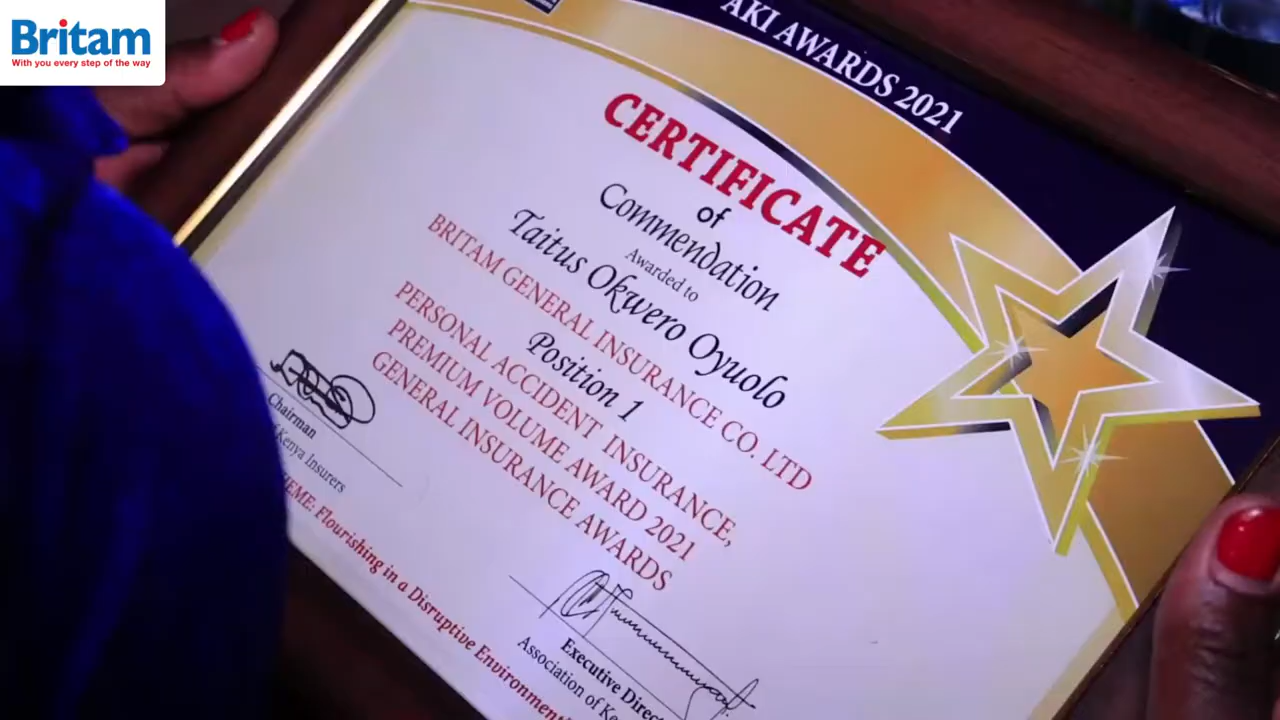 Britam
With you every step of the way
AKI AWARDS 2021
CERTIFICATE
of
Commendation
Awarded to
Taitus Okwero Oyuolo
BRITAM GENERAL INSURANCE CO. LTD
Position 1
PERSONAL ACCIDENT INSURANCE,
PREMIUM VOLUME AWARD 2021
GENERAL INSURANCE AWARDS
Chairman
Kenya Insurers
Flourishing in a Disruptive Environment
Executive
Association of